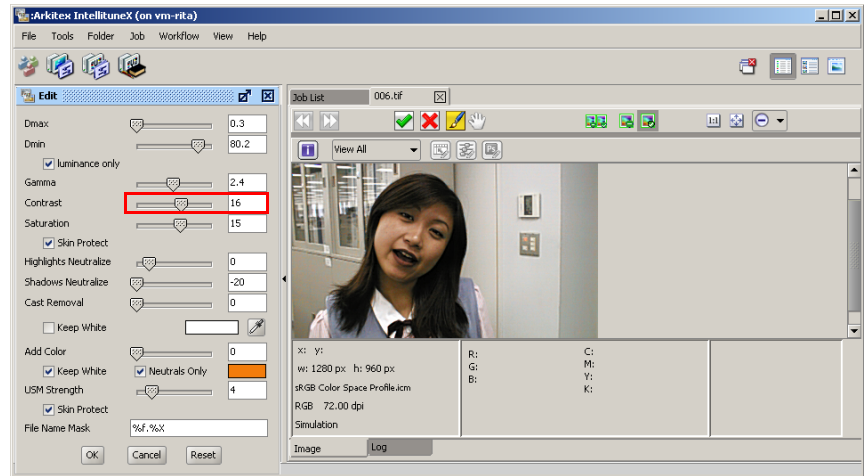 :Arkitex IntellituneX (on vm-rita)
File Tools Folder Job Workflow View Help
Edit
Dmax 0.3
Dmin 80.2
luminance only
Gamma 2.4
Contrast 16
Saturation 15
Skin Protect
Highlights Neutralize 0
Shadows Neutralize -20
Cast Removal 0
Keep White
Add Color 0
Keep White Neutrals Only
USM Strength 4
Skin Protect
File Name Mask %f.%X
OK Cancel Reset
Job List 006.tif
1:1
View All
x: y:
w: 1280 px h: 960 px
sRGB Color Space Profile.icm
RGB 72.00 dpi
Simulation
R:
G:
B:
C:
M:
Y:
K:
Image Log